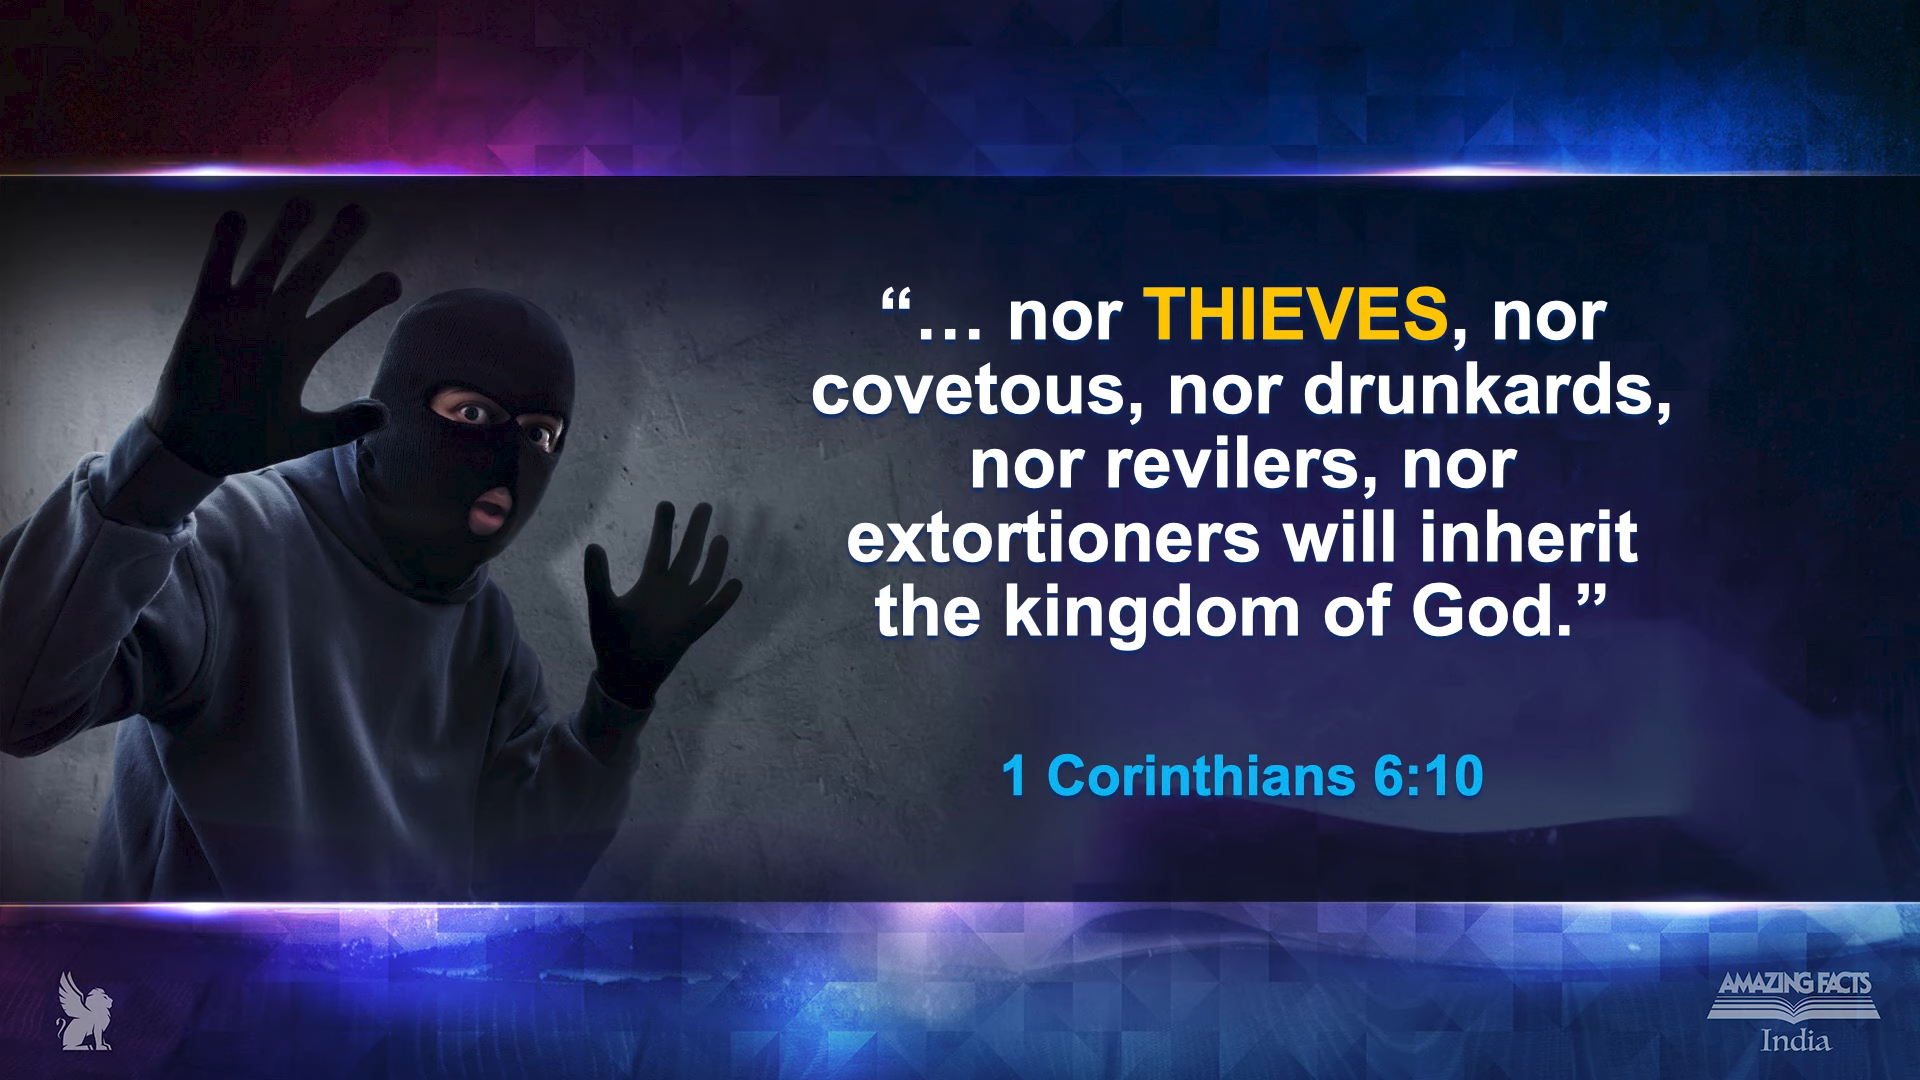 “… nor THIEVES, nor
covetous, nor drunkards,
nor revilers, nor
extortioners will inherit
the kingdom of God.”
1 Corinthians 6:10
AMAZING FACTS
India